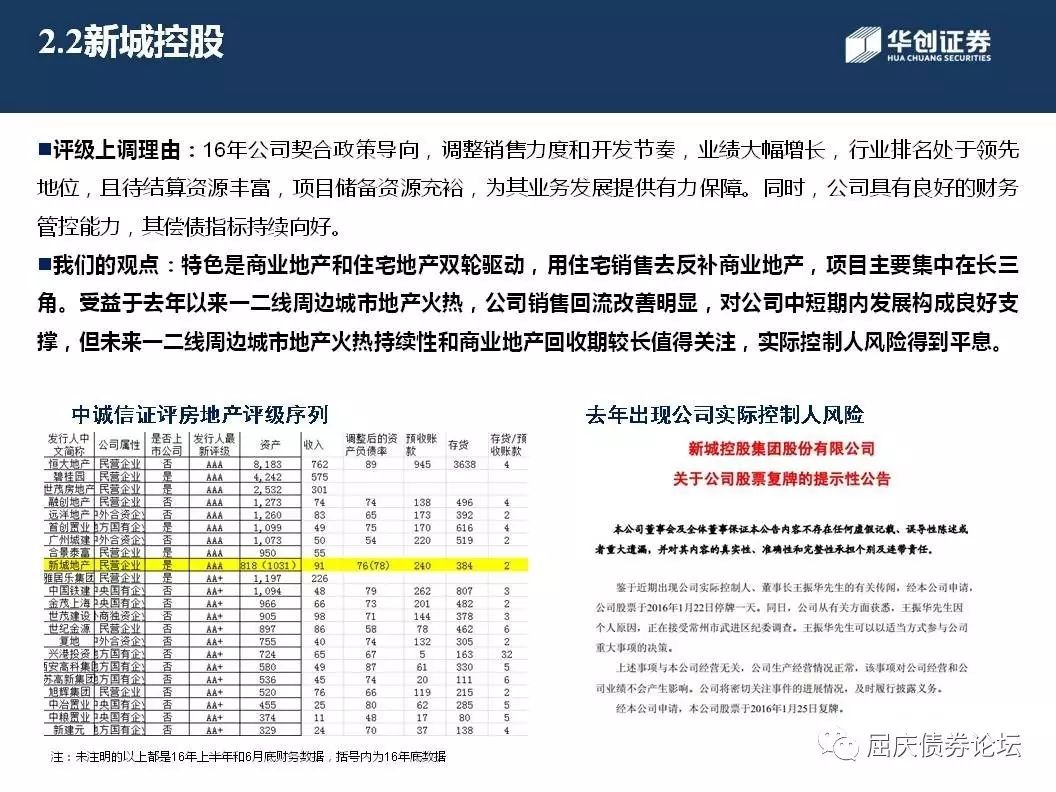 2.2新城控股
华创证券
HUA CHUANG SECURITIES
■评级上调理由：16年公司契合政策导向，调整销售力度和开发节奏，业绩大幅增长，行业排名处于领先
地位，且待结算资源丰富，项目储备资源充裕，为其业务发展提供有力保障。同时，公司具有良好的财务
管控能力，其偿债指标持续向好。
■我们的观点：特色是商业地产和住宅地产双轮驱动，用住宅销售去反补商业地产，项目主要集中在长三
角。受益于去年以来一二线周边城市地产火热，公司销售回流改善明显，对公司中短期内发展构成良好支
撑，但未来一二线周边城市地产火热持续性和商业地产回收期较长值得关注，实际控制人风险得到平息。
中诚信证评房地产评级序列
发行人中文简称 公司属性 是否上市公司 发行人最新评级 资产 收入 调整后的资产负债率 预收账款 存货 存货/预收账款
恒大地产 民营企业 否 AAA 8,183 762 89 945 3638 4
碧桂园 民营企业 是 AAA 4,242 575
世茂房地产 民营企业 是 AAA 2,532 301
融创地产 民营企业 否 AAA 1,273 74 74 138 496 4
远洋地产 中外合资企业 否 AAA 1,260 83 65 173 392 2
首创置业 地方国有企 是 AAA 1,099 49 75 170 616 4
广州城建 中外合资企 否 AAA 1,073 50 54 220 519 2
合景泰富 民营企业 是 AAA 950 55
新城地产 民营企业 是 AAA 818（1031） 91 76(78) 240 384 2
雅居乐集团 民营企业 是 AA+ 1,197 226
中国铁建 中央国有企 否 AA+ 1,094 48 79 262 807 3
金茂上海 中央国有企 否 AA+ 966 66 73 201 482 2
世茂建设 外商独资企 否 AA+ 905 98 71 144 378 3
世纪金源 民营企业 否 AA+ 897 86 58 78 462 6
复地 中外合资企 否 AA+ 755 40 74 132 305 2
兴港投资 地方国有企 否 AA+ 724 65 67 5 163 32
西安高科集 地方国有企 否 AA+ 580 49 87 61 330 5
苏高新集团 地方国有企 否 AA+ 536 45 74 20 111 6
旭辉集团 民营企业 否 AA+ 520 76 66 119 215 2
中冶置业 中央国有企 否 AA+ 455 25 80 62 285 5
中粮置业 中央国有企 否 AA+ 374 11 48 17 80 5
新建元 地方国有企 否 AA+ 329 24 70 37 138 4
注：未注明的以上都是16年上半年和6月底财务数据，括号内为16年底数据
去年出现公司实际控制人风险
新城控股集团股份有限公司
关于公司股票复牌的提示性公告
本公司董事会及全体董事保证本公告内容不存在任何虚假记载、误导性陈述或
者重大遗漏，并对其内容的真实性、准确性和完整性承担个别及连带责任。
鉴于近期出现公司实际控制人、董事长王振华先生的有关传闻，经本公司申请，
公司股票于2016年1月22日停牌一天。同日，公司从有关方面获悉，王振华先生因
个人原因，正在接受常州市武进区纪委调查。王振华先生可以以适当方式参与公司
重大事项的决策。
上述事项与本公司经营无关，公司生产经营情况正常，该事项对公司经营和公
司业绩不会产生影响。公司将密切关注事件的进展情况，及时履行披露义务。
经本公司申请，本公司股票于2016年1月25日复牌。
屈庆债券论坛